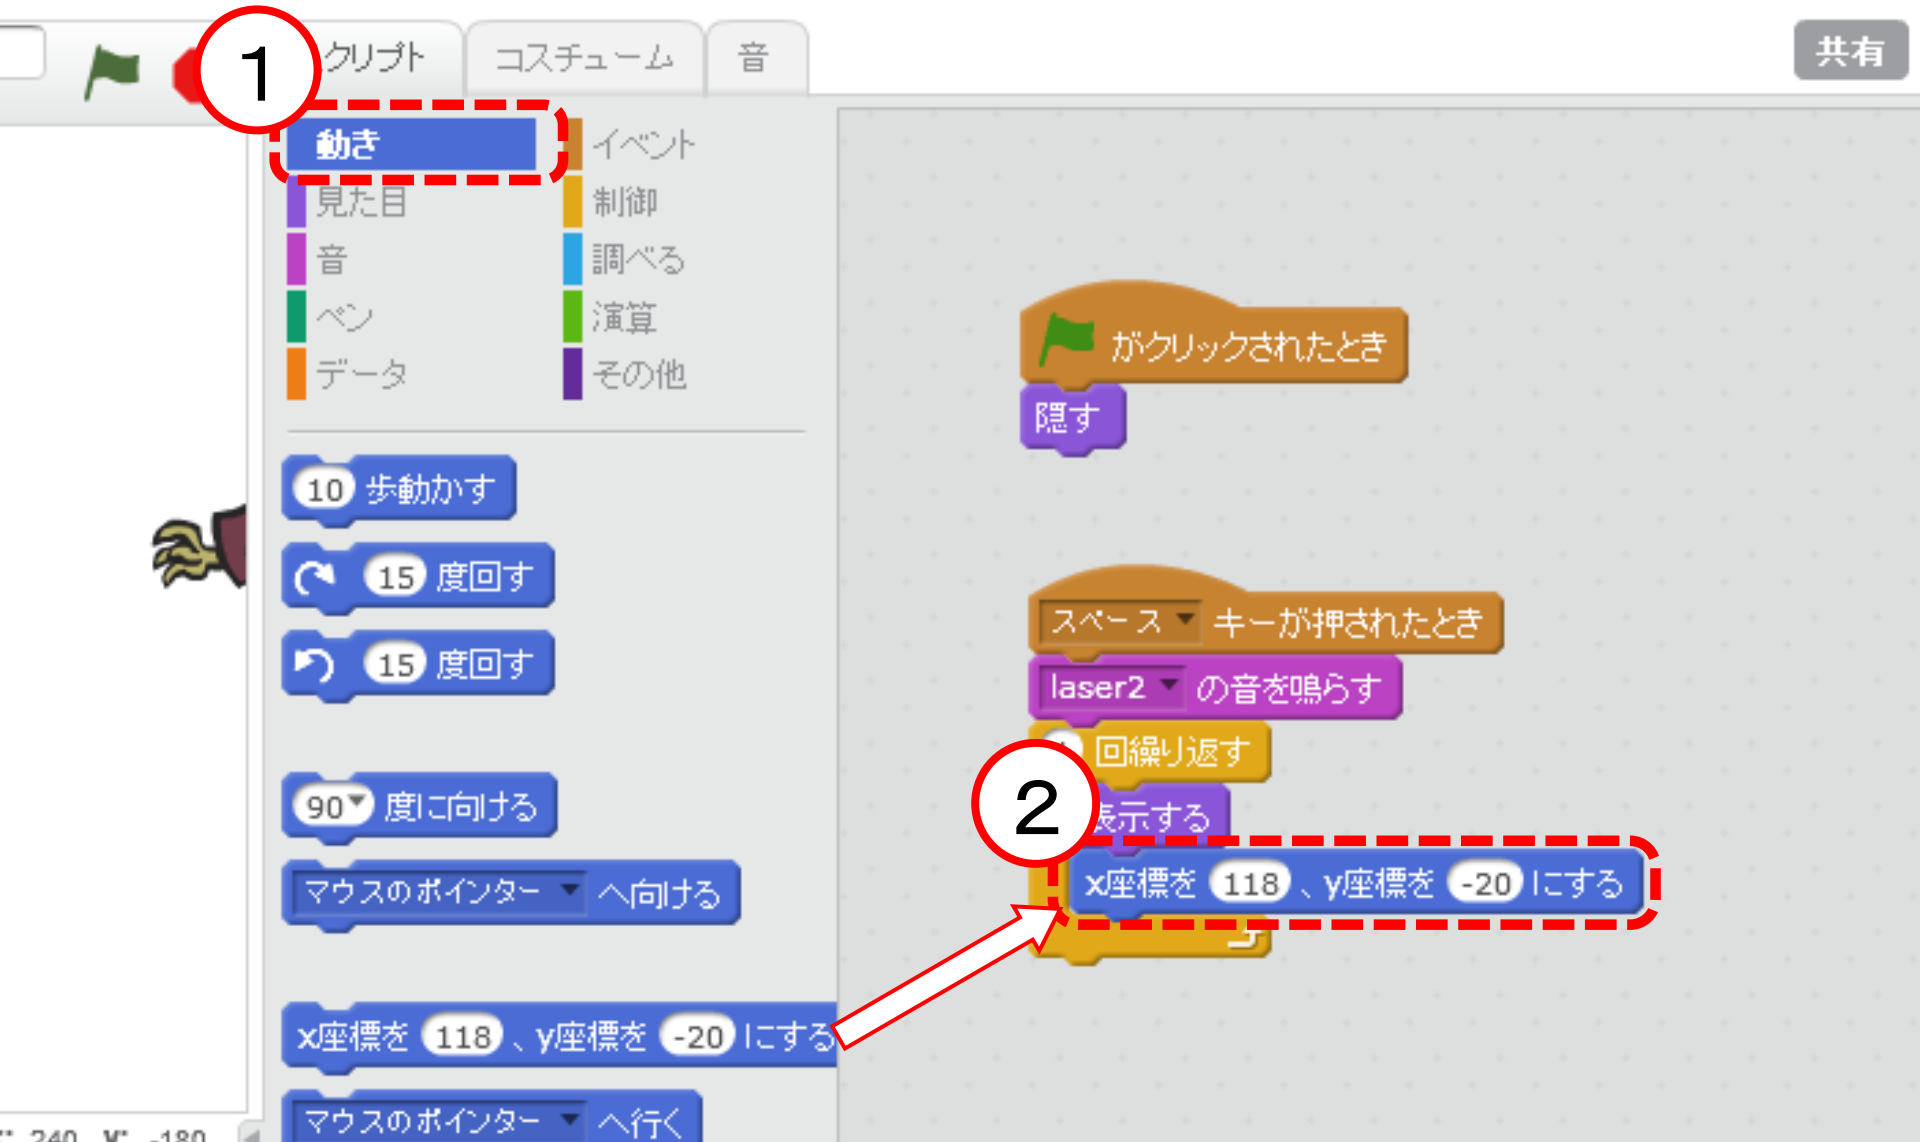 1
クリプト
コスチューム
音
共有
動き
イベント
見た目
制御
音
調べる
ペン
演算
データ
その他
10 歩動かす
15 度回す
15 度回す
90 度に向ける
マウスのポインター へ向ける
x座標を 118 、y座標を -20 にする
マウスのポインター へ行く
がクリックされたとき
隠す
スペース キーが押されたとき
laser2 の音を鳴らす
回繰り返す
2
表示する
x座標を 118 、y座標を -20 にする
240 -180